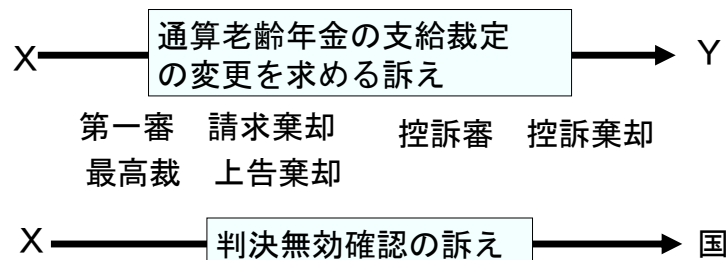 X 通算老齢年金の支給裁定 Y
の変更を求める訴え
第一審 請求棄却 控訴審 控訴棄却
最高裁 上告棄却
X 判決無効確認の訴え 国